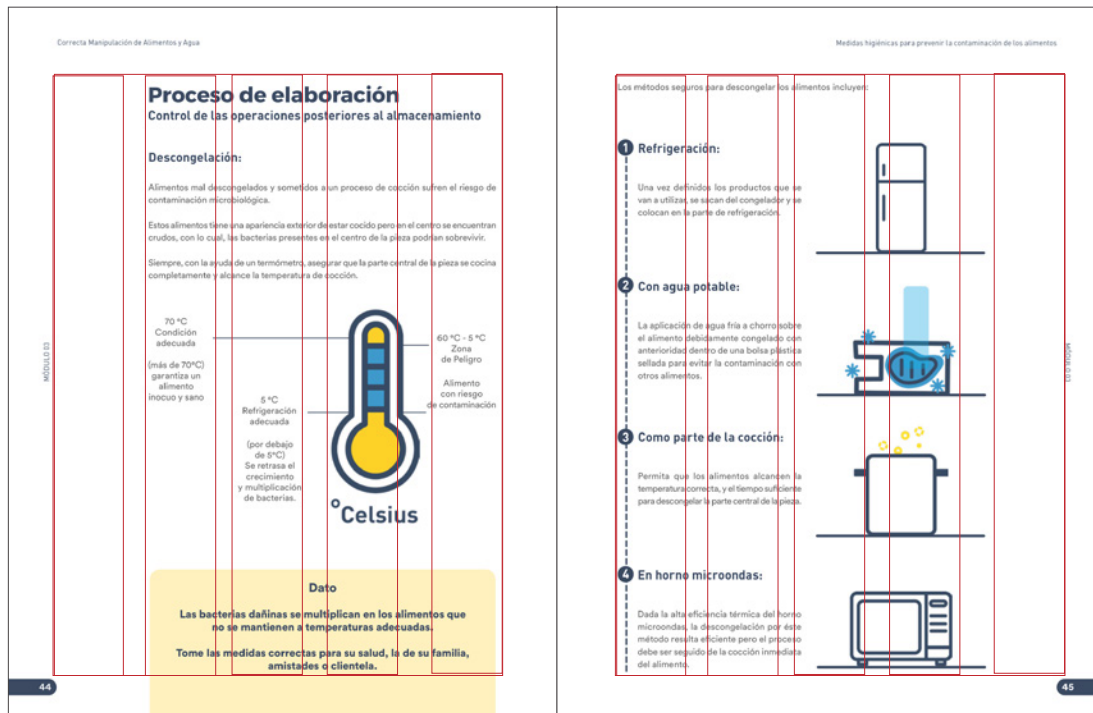 Correcta Manipulación de Alimentos y Agua
Proceso de elaboración
Control de las operaciones posteriores al almacenamiento
Descongelación:
Alimentos mal descongelados y sometidos a un proceso de cocción sufren el riesgo de
contaminación microbiológica.
Estos alimentos tiene una apariencia exterior de estar cocido pero en el centro se encuentran
crudos, con lo cual, las bacterias presentes en el centro de la pieza podrían sobrevivir.
Siempre, con la ayuda de un termómetro, asegurar que la parte central de la pieza se cocina
completamente y alcance la temperatura de cocción.
70 ºC
Condición
adecuada
(más de 70ºC)
garantiza un
alimento
inocuo y sano
5 ºC
Refrigeración
adecuada
(por debajo
de 5ºC)
Se retrasa el
crecimiento
y multiplicación
de bacterias.
60 ºC - 5 ºC
Zona
de Peligro
Alimento
con riesgo
de contaminación
°Celsius
MÓDULO 03
Dato
Las bacterias dañinas se multiplican en los alimentos que
no se mantienen a temperaturas adecuadas.
Tome las medidas correctas para su salud, la de su familia,
amistades o clientela.
44
Medidas higiénicas para prevenir la contaminación de los alimentos
Los métodos seguros para descongelar los alimentos incluyen:
1 Refrigeración:
Una vez definidos los productos que se
van a utilizar, se sacan del congelador y se
colocan en la parte de refrigeración.
2 Con agua potable:
La aplicación de agua fría a chorro sobre
el alimento debidamente congelado con
anterioridad dentro de una bolsa plástica
sellada para evitar la contaminación con
otros alimentos.
3 Como parte de la cocción:
Permita que los alimentos alcancen la
temperatura correcta, y el tiempo suficiente
para descongelar la parte central de la pieza.
4 En horno microondas:
Dada la alta eficiencia térmica del horno
microondas, la descongelación por éste
método resulta eficiente pero el proceso
debe ser seguido de la cocción inmediata
del alimento.
MÓDULO 03
45